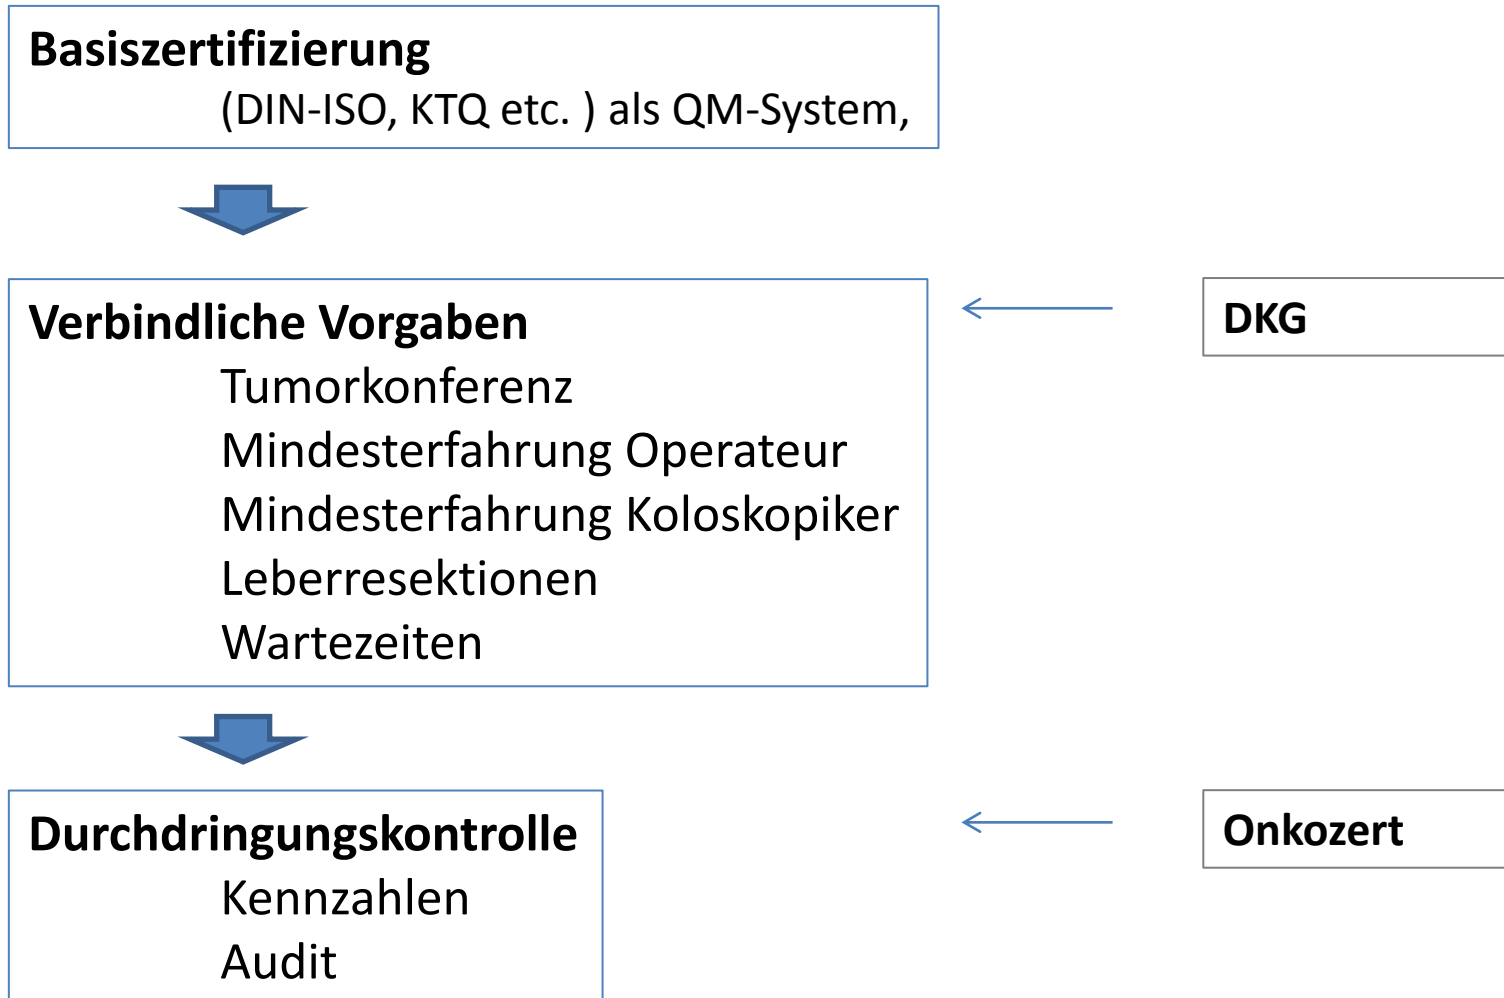 Basiszertifizierung
(DIN-ISO, KTQ etc. ) als QM-System,
Verbindliche Vorgaben
Tumorkonferenz
Mindesterfahrung Operateur
Mindesterfahrung Koloskopiker
Leberresektionen
Wartezeiten
DKG
Durchdringungskontrolle
Kennzahlen
Audit
Onkozert